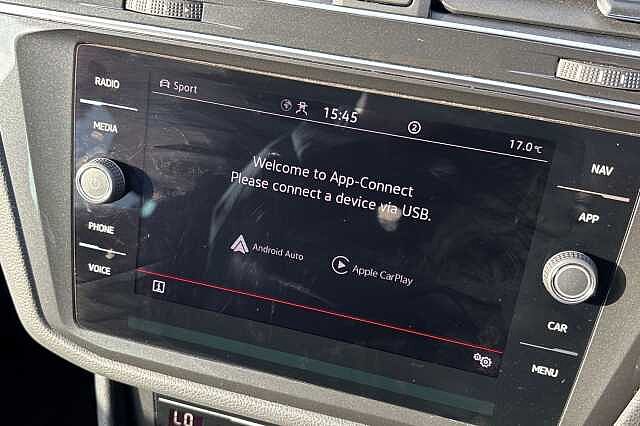 RADIO
MEDIA
PHONE
VOICE
Sport
15:45
2
17.0°C
Welcome to App-Connect
Please connect a device via USB.
Android Auto
Apple CarPlay
NAV
APP
CAR
MENU
LO